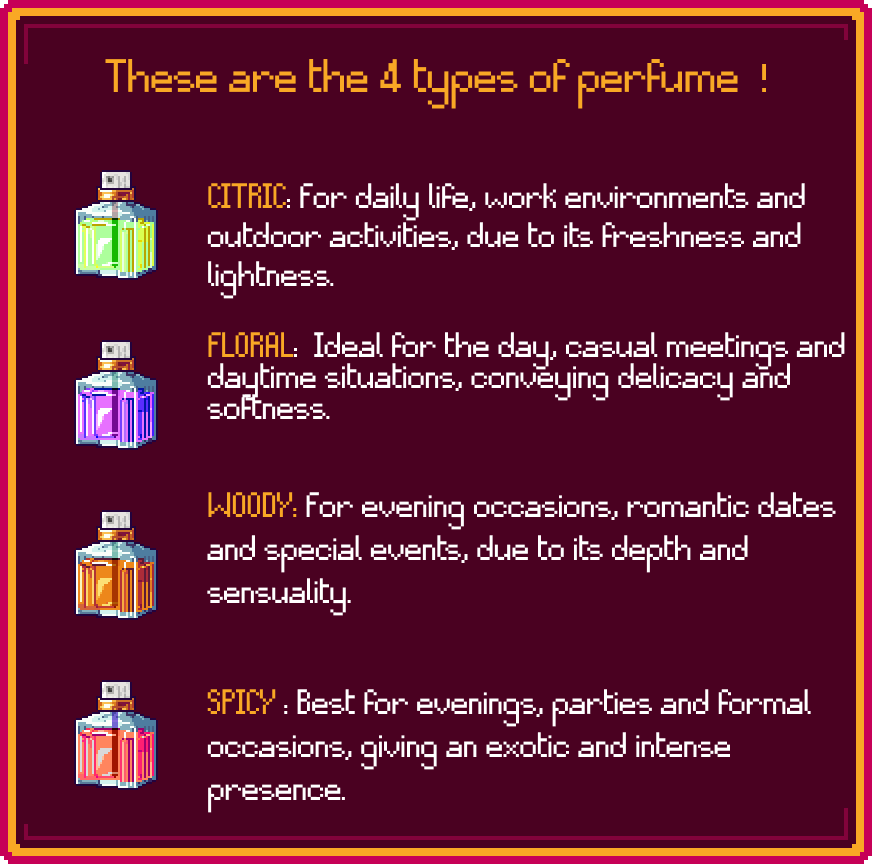 These are the 4 types of perfume !
CITRIC: For daily life, work environments and
outdoor activities, due to its freshness and
lightness.
FLORAL: Ideal for the day, casual meetings and
daytime situations, conveying delicacy and
softness.
WOODY: For evening occasions, romantic dates
and special events, due to its depth and
sensuality.
SPICY : Best for evenings, parties and formal
occasions, giving an exotic and intense
presence.